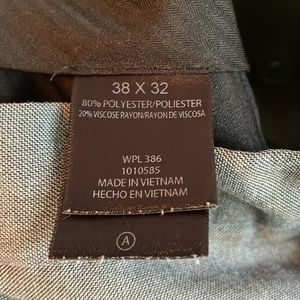 38 X 32
80% POLYESTER/POLIESTER
20% VISCOSE RAYON/RAYON DE VISCOSA
WPL 386
1010585
MADE IN VIETNAM
HECHO EN VIETNAM
A